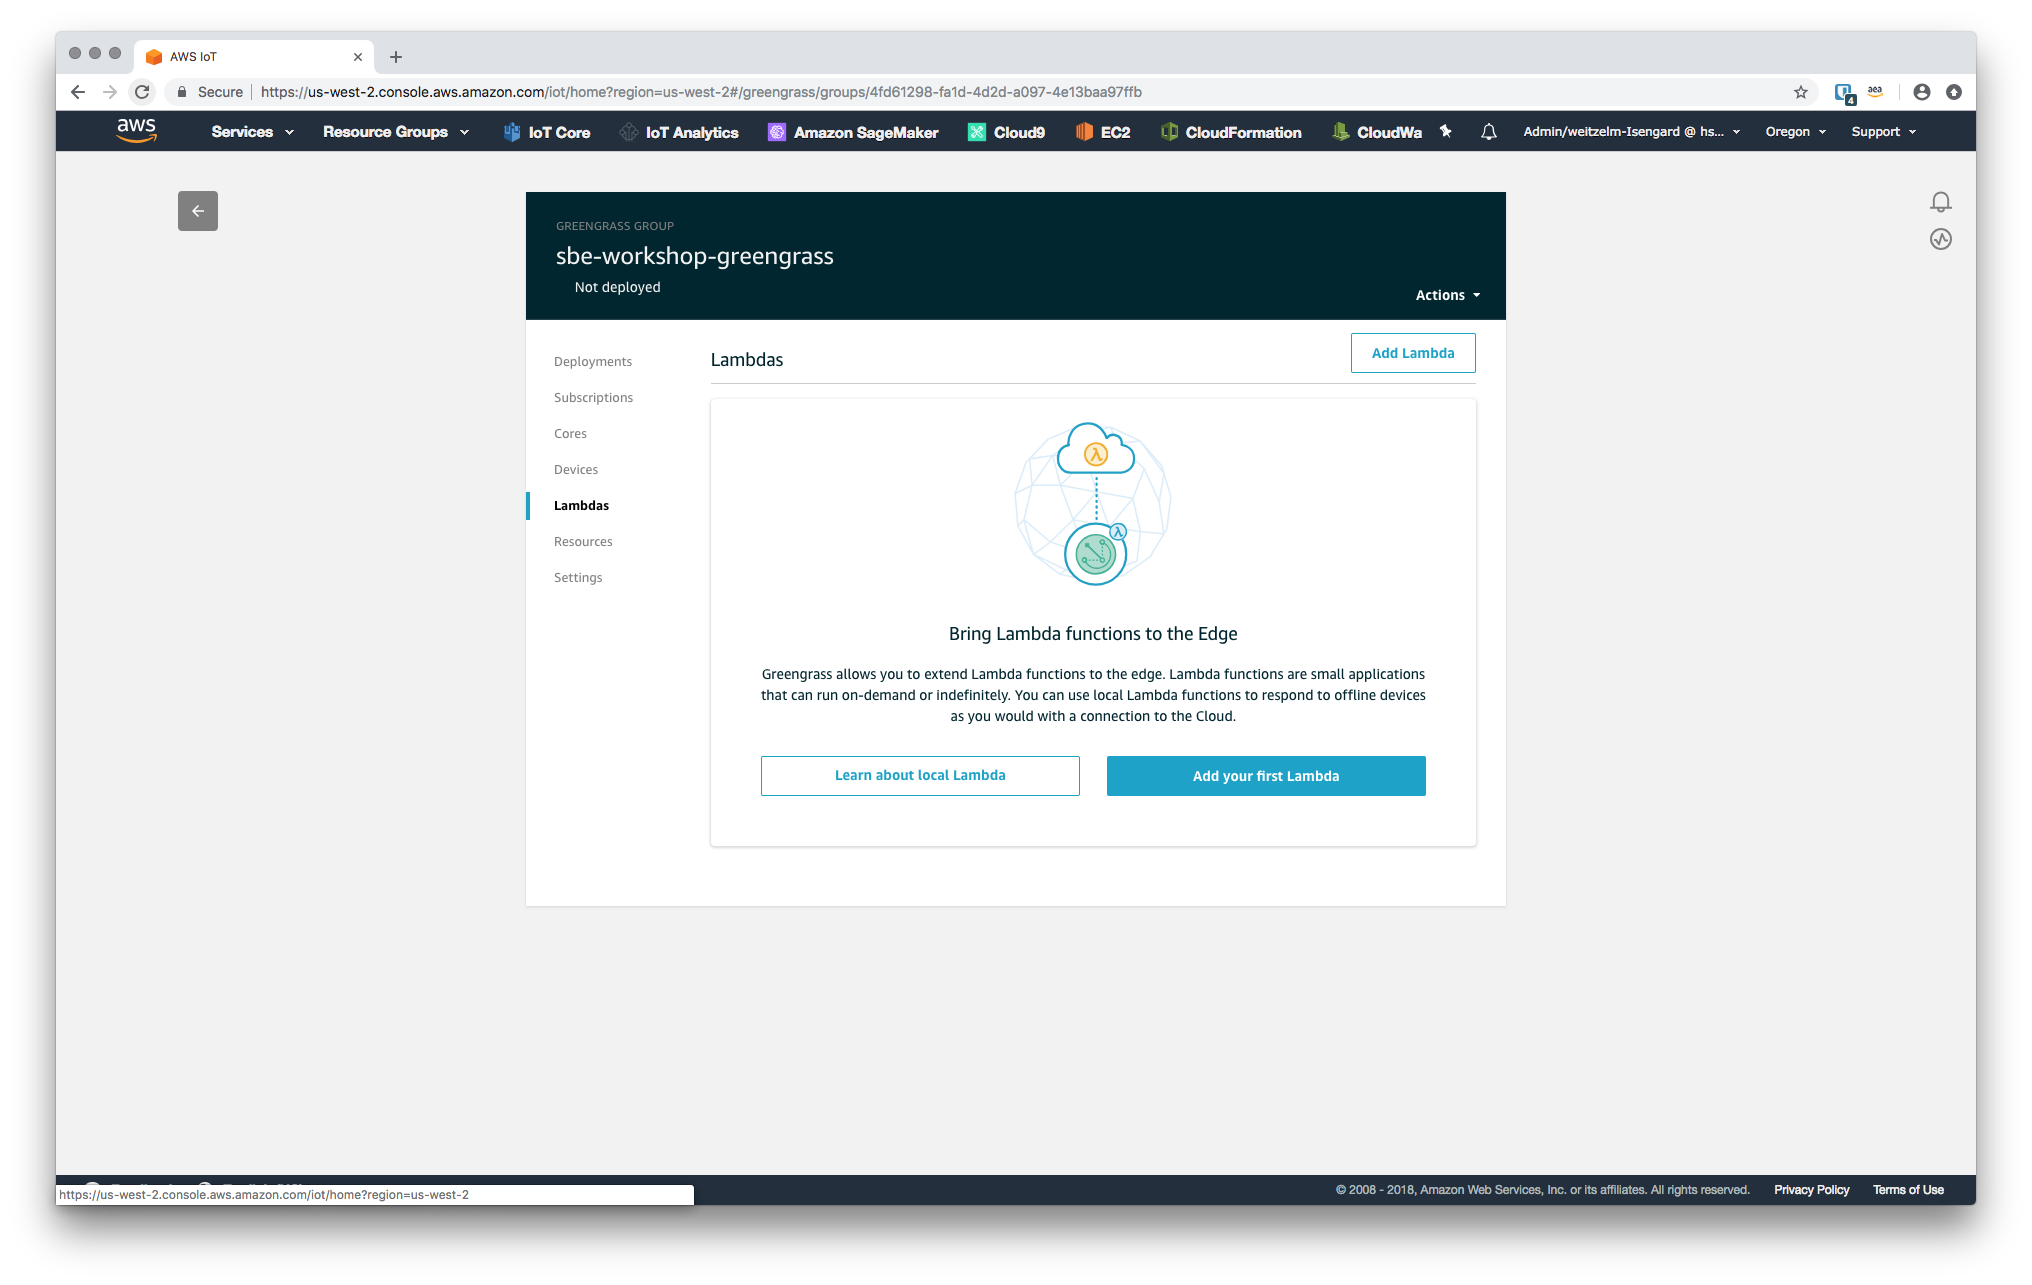 AWS IoT
Secure
https://us-west-2.console.aws.amazon.com/iot/home?region=us-west-2#/greengrass/groups/4fd61298-fa1d-4d2d-a097-4e13baa97ffb
4
aea
aws
Services
Resource Groups
IoT Core
IoT Analytics
Amazon SageMaker
Cloud9
EC2
CloudFormation
CloudWa
Admin/weitzelm-Isengard @ hs...
Oregon
Support
GREENGRASS GROUP
sbe-workshop-greengrass
Not deployed
Actions
Deployments
Subscriptions
Cores
Devices
Lambdas
Resources
Settings
Lambdas
Add Lambda
λ
λ
Bring Lambda functions to the Edge
Greengrass allows you to extend Lambda functions to the edge. Lambda functions are small applications
that can run on-demand or indefinitely. You can use local Lambda functions to respond to offline devices
as you would with a connection to the Cloud.
Learn about local Lambda
Add your first Lambda
https://us-west-2.console.aws.amazon.com/iot/home?region=us-west-2
© 2008 - 2018, Amazon Web Services, Inc. or its affiliates. All rights reserved.
Privacy Policy
Terms of Use